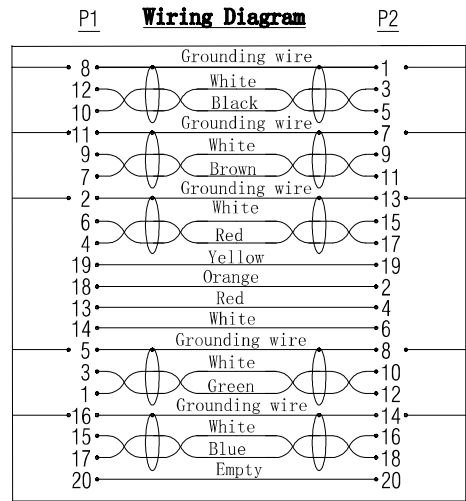 P1 Wiring Diagram P2
Grounding wire
8 1
12 White 3
10 Black 5
Grounding wire
11 7
9 White 9
7 Brown 11
Grounding wire
2 13
White
6 15
4 Red 17
19 Yellow 19
18 Orange 2
13 Red 4
14 White 6
Grounding wire
5 8
3 White 10
1 Green 12
Grounding wire
16 14
15 White 16
17 Blue 18
20 Empty 20